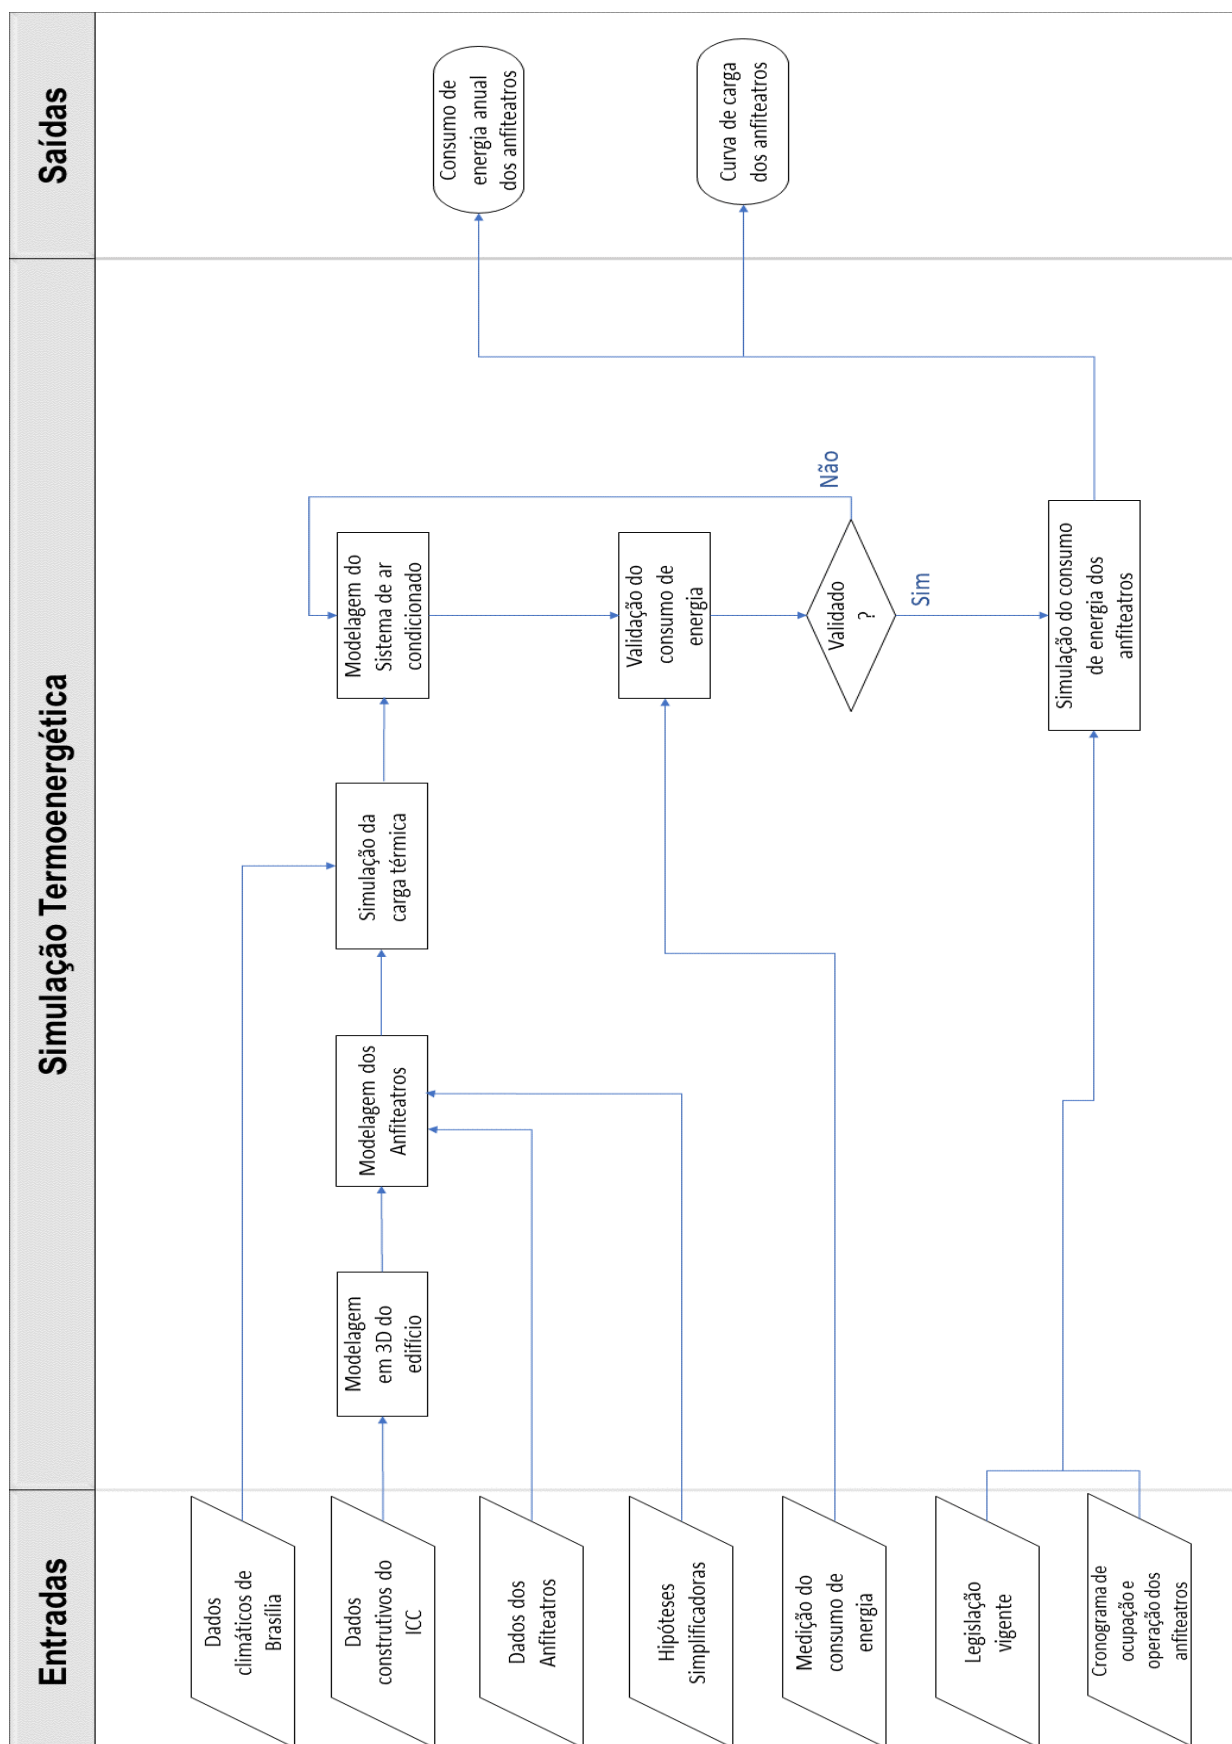 Entradas
Simulação Termoenergética
Saídas
Dados
climáticos de
Brasília
Dados
construtivos do
ICC
Dados dos
Anfiteatros
Hipóteses
Simplificadoras
Medição do
consumo de
energia
Legislação
vigente
Cronograma de
ocupação e
operação dos
anfiteatros
Modelagem
em 3D do
edifício
Modelagem dos
Anfiteatros
Simulação da
carga térmica
Modelagem do
Sistema de ar
condicionado
Validação do
consumo de
energia
Validado
?
Não
Sim
Simulação do consumo
de energia dos
anfiteatros
Consumo de
energia anual
dos anfiteatros
Curva de carga
dos anfiteatros